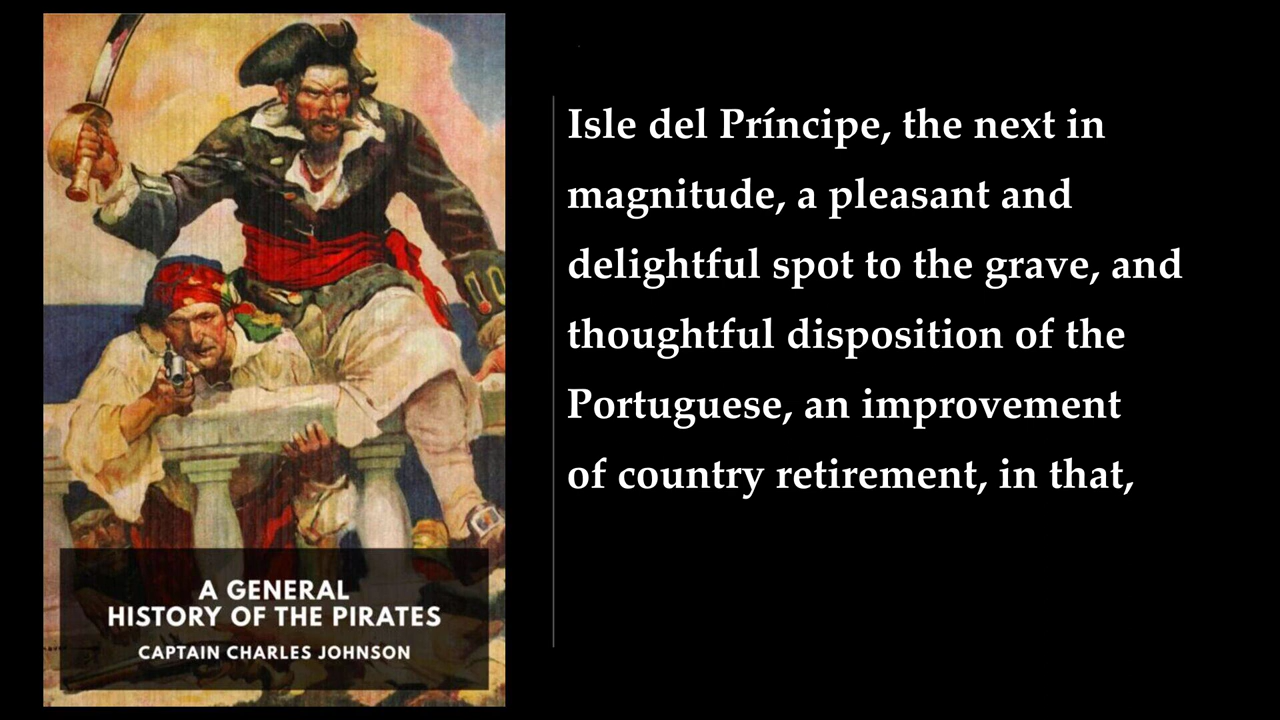 Isle del Príncipe, the next in
magnitude, a pleasant and
delightful spot to the grave, and
thoughtful disposition of the
Portuguese, an improvement
of country retirement, in that,
A GENERAL
HISTORY OF THE PIRATES
CAPTAIN CHARLES JOHNSON